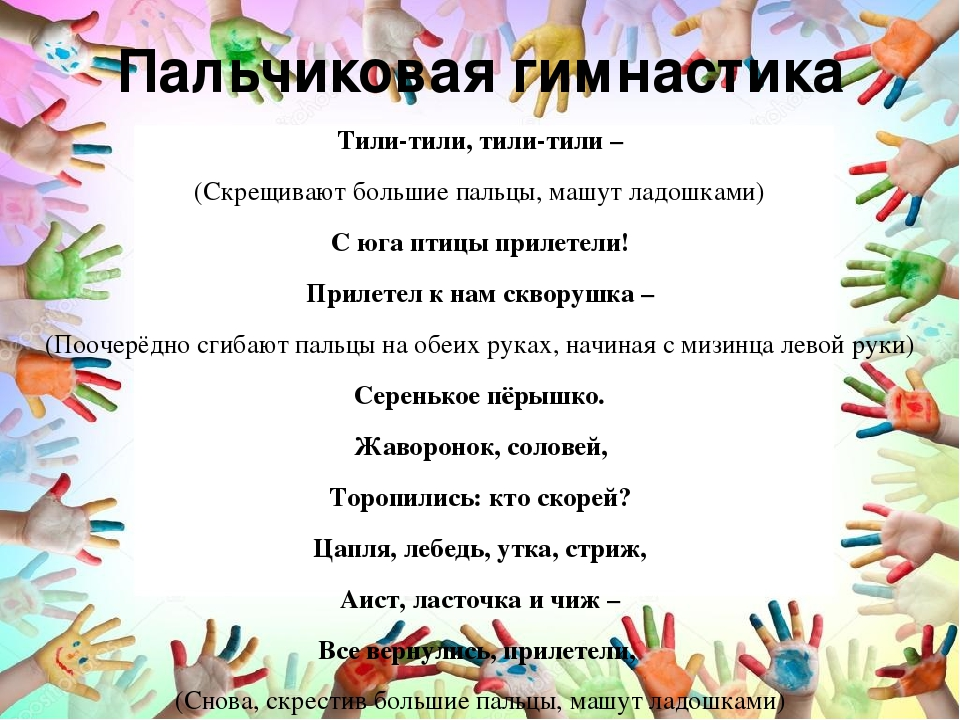 Пальчиковая гимнастика
Тили-тили, тили-тили –
(Скрещивают большие пальцы, машут ладошками)
С юга птицы прилетели!
Прилетел к нам скворушка –
(Поочерёдно сгибают пальцы на обеих руках, начиная с мизинца левой руки)
Серенькое пёрышко.
Жаворонок, соловей,
Торопились: кто скорей?
Цапля, лебедь, утка, стриж,
Аист, ласточка и чиж –
Все вернулись, прилетели,
(Снова, скрестив большие пальцы, машут ладошками)